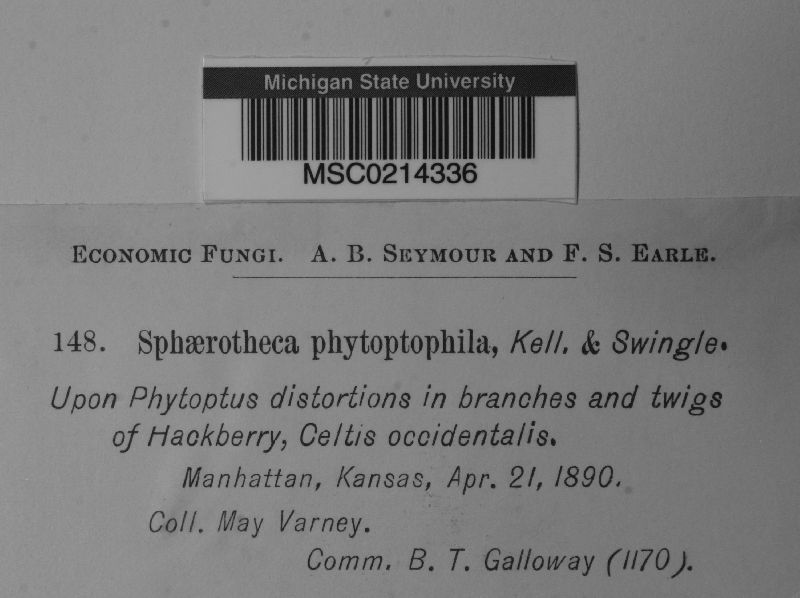 Michigan State University
MSC0214336
ECONOMIC FUNGI. A. B. SEYMOUR AND F. S. EARLE.
148. Sphærotheca phytoptophila, Kell. & Swingle.
Upon Phytoptus distortions in branches and twigs
of Hackberry, Celtis occidentalis.
Manhattan, Kansas, Apr. 21, 1890.
Coll. May Varney.
Comm. B. T. Galloway (1170).